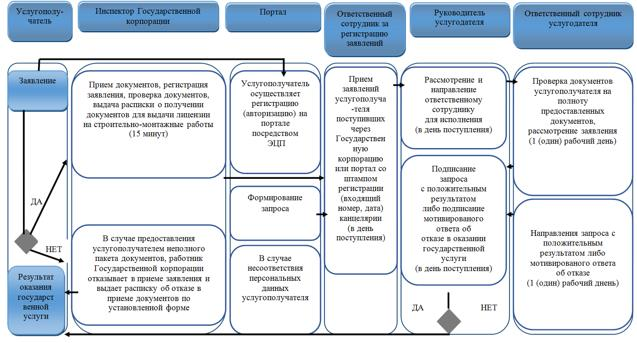 Услугополу-
чатель
Инспектор Государственной
корпорации
Портал
Ответственный
сотрудник за
регистрацию
заявлений
Руководитель
услугодателя
Ответственный сотрудник
услугодателя
Заявление
ДА
НЕТ
Результат
оказания
государст
венной
услуги
Прием документов, регистрация
заявления, проверка документов,
выдача расписки о получении
документов для выдачи лицензии
на строительно-монтажные работы
(15 минут)
В случае предоставления
услугополучателем неполного
пакета документов, работник
Государственной корпорации
отказывает в приеме заявления и
выдает расписку об отказе в
приеме документов по
установленной форме
Услугополучатель
осуществляет
регистрацию
(авторизацию) на
портале
посредством
ЭЦП
Формирование
запроса
В случае
несоответствия
персональных
данных
услугополучателя
Прием
заявлений
услугополуча
-теля
поступивших
через
Государствен
ную
корпорацию
или портал со
штампом
регистрации
(входящий
номер, дата)
канцелярии
(в день
поступления)
Рассмотрение и
направление
ответственному
сотруднику
для исполнения
(в день поступления)
Подписание
запроса
с положительным
результатом
либо подписание
мотивированного
ответа об
отказе в оказании
государственной
услуги
(в день поступления)
ДА
НЕТ
Проверка документов
услугополучателя на
полноту
предоставленных
документов,
рассмотрение заявления
(1 (один) рабочий день)
Направления запроса с
положительным
результатом либо
мотивированного ответа
об отказе
(1 (один) рабочий днень)